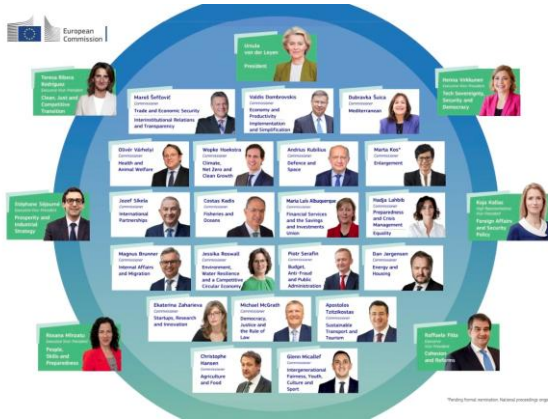 European
Commission
Ursula
von der Leyen
President
Teresa Ribera
Rodríguez
Executive Vice-President
Clean, Just and
Competitive
Transition
Henna Virkkunen
Executive Vice-President
Tech Sovereignty,
Security and
Democracy
Maroš Šefčovič
Commissioner
Trade and Economic Security
Interinstitutional Relations
and Transparency
Valdis Dombrovskis
Commissioner
Economy and
Productivity
Implementation
and Simplification
Dubravka Šuica
Commissioner
Mediterranean
Olivér Várhelyi
Commissioner
Health and
Animal Welfare
Wopke Hoekstra
Commissioner
Climate,
Net Zero and
Clean Growth
Andrius Kubilius
Commissioner
Defence and
Space
Marta Kos*
Commissioner
Enlargement
Stéphane Séjourné
Executive Vice-President
Prosperity and
Industrial
Strategy
Jozef Síkela
Commissioner
International
Partnerships
Costas Kadis
Commissioner
Fisheries and
Oceans
Maria Luís Albuquerque
Commissioner
Financial Services
and the Savings
and Investments
Union
Hadja Lahbib
Commissioner
Preparedness
and Crisis
Management
Equality
Kaja Kallas
High Representative
Vice-President
Foreign Affairs
and Security
Policy
Magnus Brunner
Commissioner
Internal Affairs
and Migration
Jessika Roswall
Commissioner
Environment,
Water Resilience
and a Competitive
Circular Economy
Piotr Serafin
Commissioner
Budget,
Anti-Fraud
and Public
Administration
Dan Jørgensen
Commissioner
Energy and
Housing
Ekaterina Zaharieva
Commissioner
Startups, Research
and Innovation
Michael McGrath
Commissioner
Democracy,
Justice and
the Rule of
Law
Apostolos
Tzitzikostas
Commissioner
Sustainable
Transport and
Tourism
Roxana Mînzatu
Executive Vice-President
People,
Skills and
Preparedness
Raffaele Fitto
Executive
Vice-President
Cohesion
and Reforms
Christophe
Hansen
Commissioner
Agriculture
and Food
Glenn Micallef
Commissioner
Intergenerational
Fairness, Youth,
Culture and
Sport
*Pending formal nomination. National proceedings